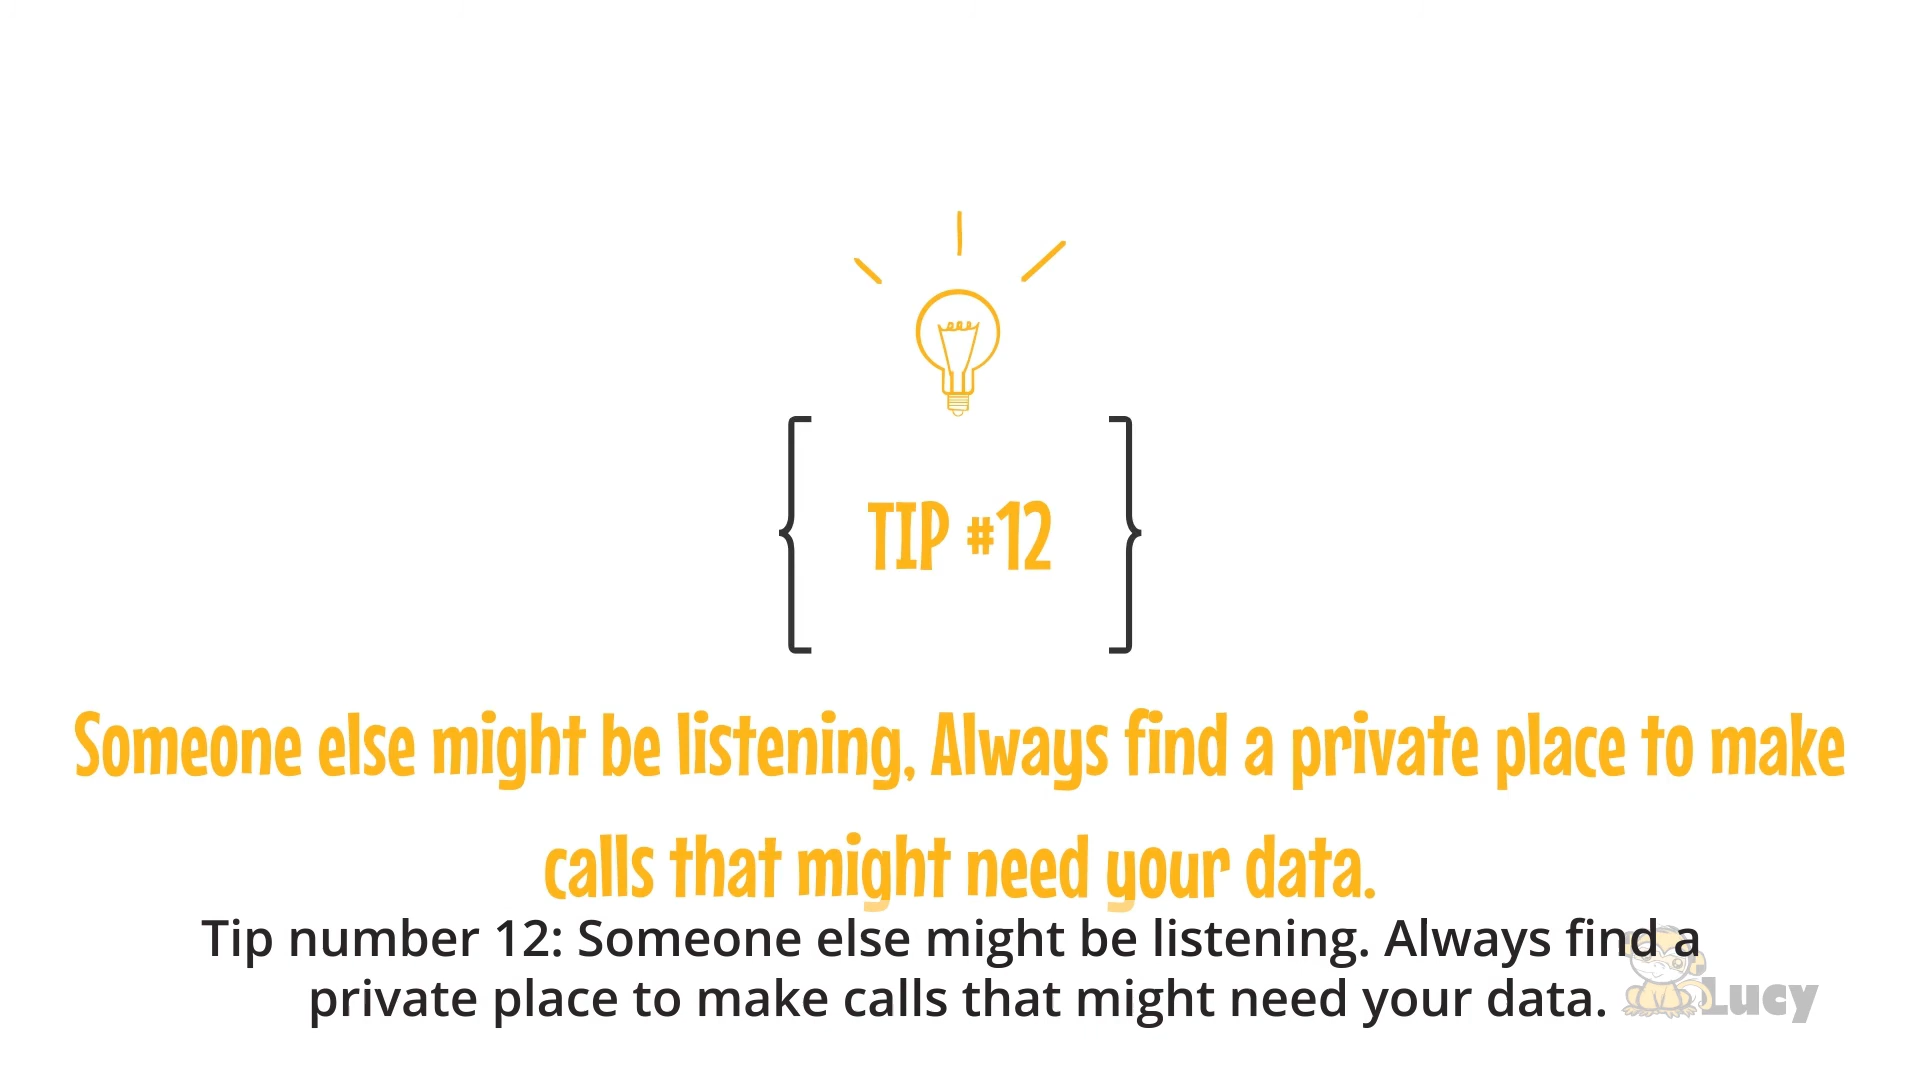 TIP #12
Someone else might be listening, Always find a private place to make
calls that might need your data.
Tip number 12: Someone else might be listening. Always find a
private place to make calls that might need your data.
Lucy